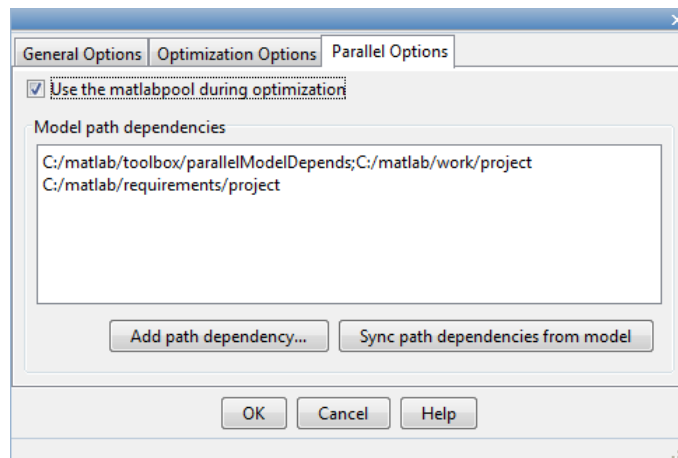 General Options Optimization Options Parallel Options
Use the matlabpool during optimization
Model path dependencies
C:/matlab/toolbox/parallelModelDepends;C:/matlab/work/project
C:/matlab/requirements/project
Add path dependency... Sync path dependencies from model
OK Cancel Help